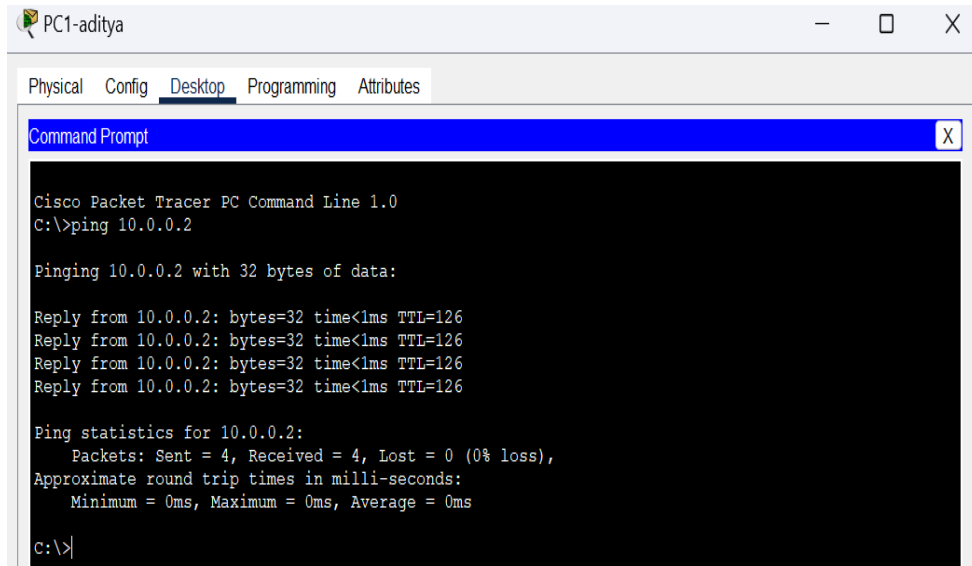 PC1-aditya
Physical Config Desktop Programming Attributes
Command Prompt X
Cisco Packet Tracer PC Command Line 1.0
C:\>ping 10.0.0.2
Pinging 10.0.0.2 with 32 bytes of data:
Reply from 10.0.0.2: bytes=32 time<1ms TTL=126
Reply from 10.0.0.2: bytes=32 time<1ms TTL=126
Reply from 10.0.0.2: bytes=32 time<1ms TTL=126
Reply from 10.0.0.2: bytes=32 time<1ms TTL=126
Ping statistics for 10.0.0.2:
Packets: Sent = 4, Received = 4, Lost = 0 (0% loss),
Approximate round trip times in milli-seconds:
Minimum = 0ms, Maximum = 0ms, Average = 0ms
C:\>